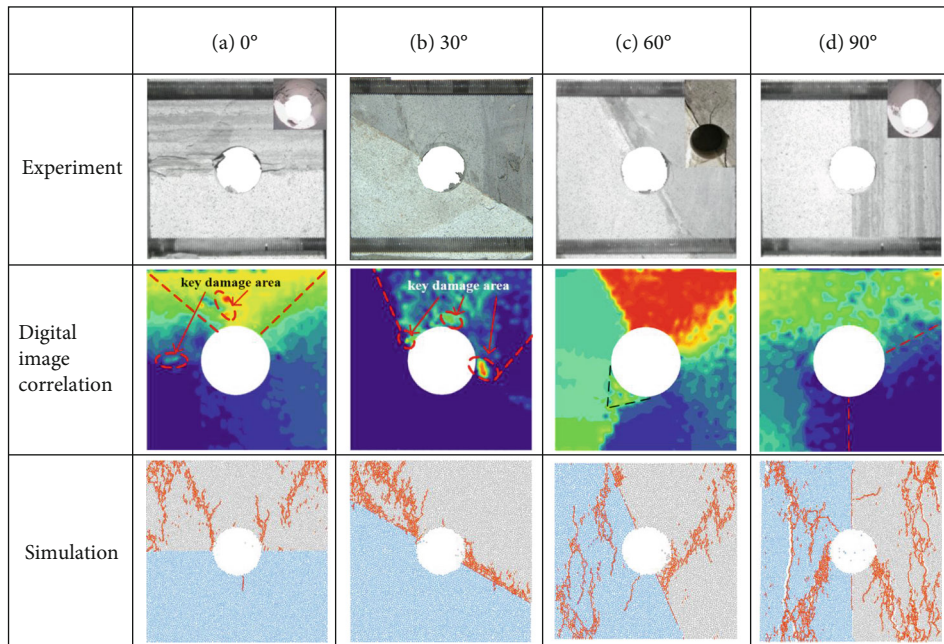 (a) 0°
(b) 30°
(c) 60°
(d) 90°
Experiment
Digital
image
correlation
key damage area
key damage area
Simulation